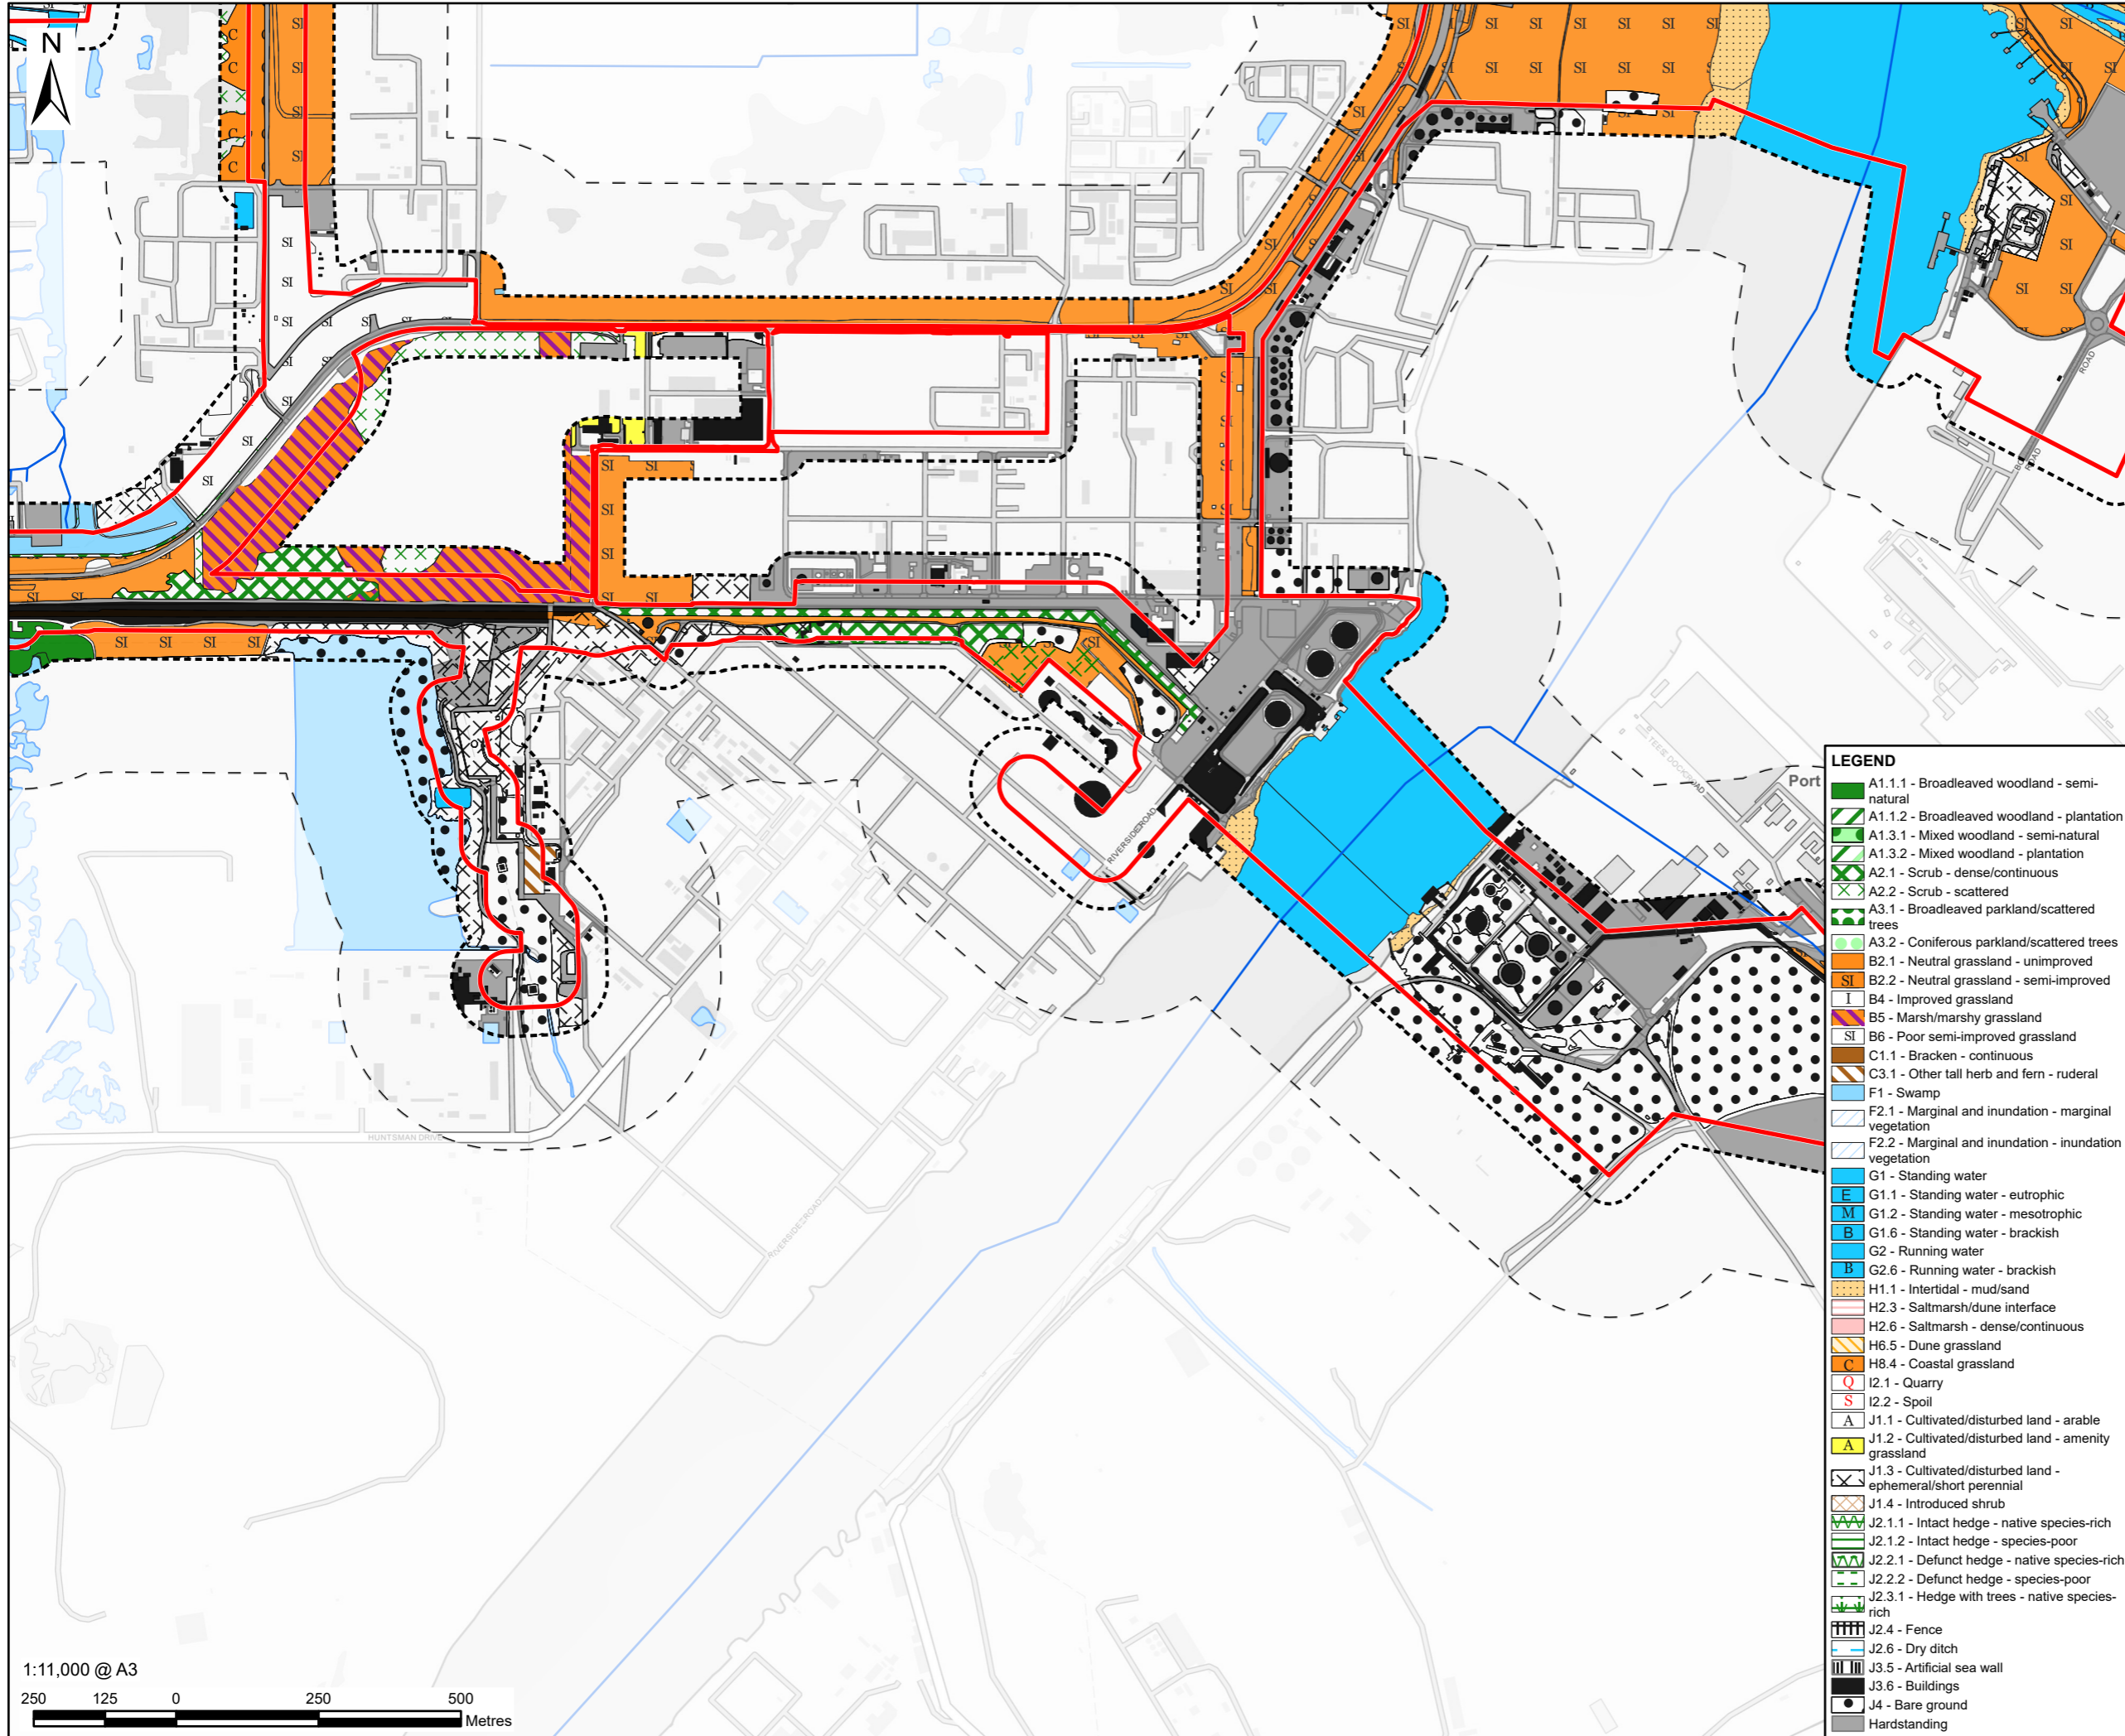 N
Port
ROAD
ROAD
TEES DOCK ROAD
RIVERSIDE ROAD
HUNTSMAN DRIVE
RIVERSIDE ROAD
LEGEND
A1.1.1 - Broadleaved woodland - semi-
natural
A1.1.2 - Broadleaved woodland - plantation
A1.3.1 - Mixed woodland - semi-natural
A1.3.2 - Mixed woodland - plantation
A2.1 - Scrub - dense/continuous
A2.2 - Scrub - scattered
A3.1 - Broadleaved parkland/scattered
trees
A3.2 - Coniferous parkland/scattered trees
B2.1 - Neutral grassland - unimproved
SI B2.2 - Neutral grassland - semi-improved
I B4 - Improved grassland
B5 - Marsh/marshy grassland
SI B6 - Poor semi-improved grassland
C1.1 - Bracken - continuous
C3.1 - Other tall herb and fern - ruderal
F1 - Swamp
F2.1 - Marginal and inundation - marginal
vegetation
F2.2 - Marginal and inundation - inundation
vegetation
G1 - Standing water
E G1.1 - Standing water - eutrophic
M G1.2 - Standing water - mesotrophic
B G1.6 - Standing water - brackish
G2 - Running water
B G2.6 - Running water - brackish
H1.1 - Intertidal - mud/sand
H2.3 - Saltmarsh/dune interface
H2.6 - Saltmarsh - dense/continuous
H6.5 - Dune grassland
C H8.4 - Coastal grassland
Q I2.1 - Quarry
S I2.2 - Spoil
A J1.1 - Cultivated/disturbed land - arable
A J1.2 - Cultivated/disturbed land - amenity
grassland
J1.3 - Cultivated/disturbed land -
ephemeral/short perennial
J1.4 - Introduced shrub
J2.1.1 - Intact hedge - native species-rich
J2.1.2 - Intact hedge - species-poor
J2.2.1 - Defunct hedge - native species-rich
J2.2.2 - Defunct hedge - species-poor
J2.3.1 - Hedge with trees - native species-
rich
J2.4 - Fence
J2.6 - Dry ditch
J3.5 - Artificial sea wall
J3.6 - Buildings
J4 - Bare ground
Hardstanding
1:11,000 @ A3
250 125 0 250 500
Metres